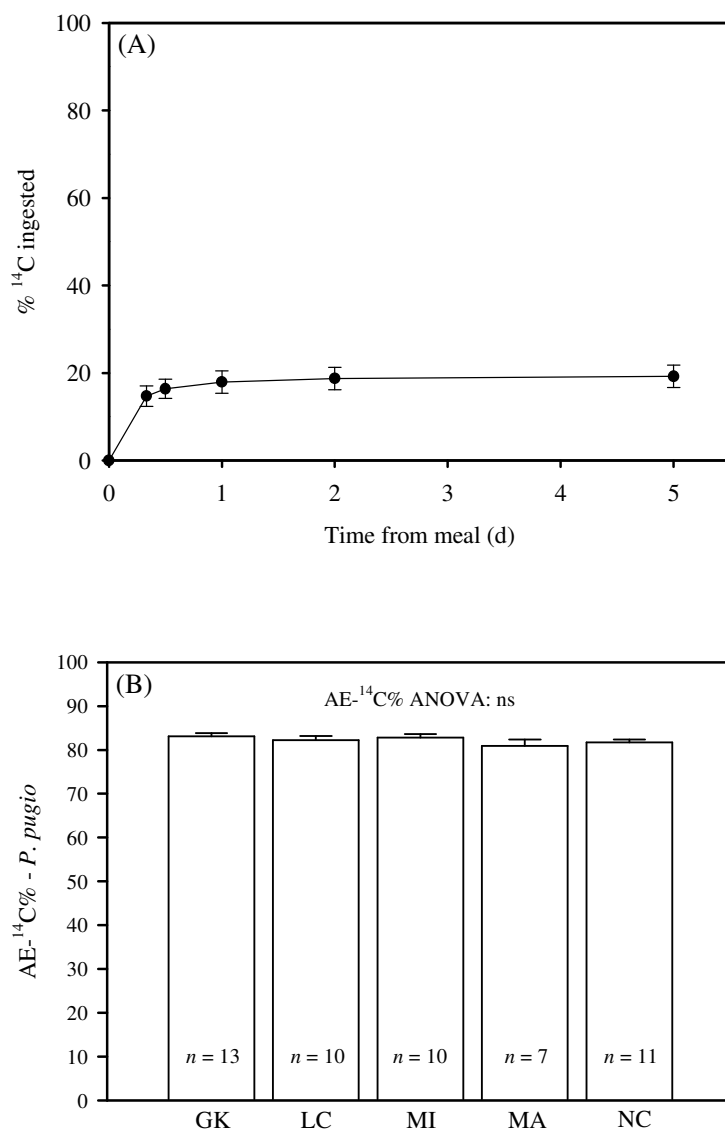 (A)
100
80
60
40
20
0
% ¹⁴C ingested
0 1 2 3 4 5
Time from meal (d)
(B)
AE-¹⁴C% ANOVA: ns
100
90
80
70
60
50
40
30
20
10
0
AE-¹⁴C% - P. pugio
n = 13 n = 10 n = 10 n = 7 n = 11
GK LC MI MA NC